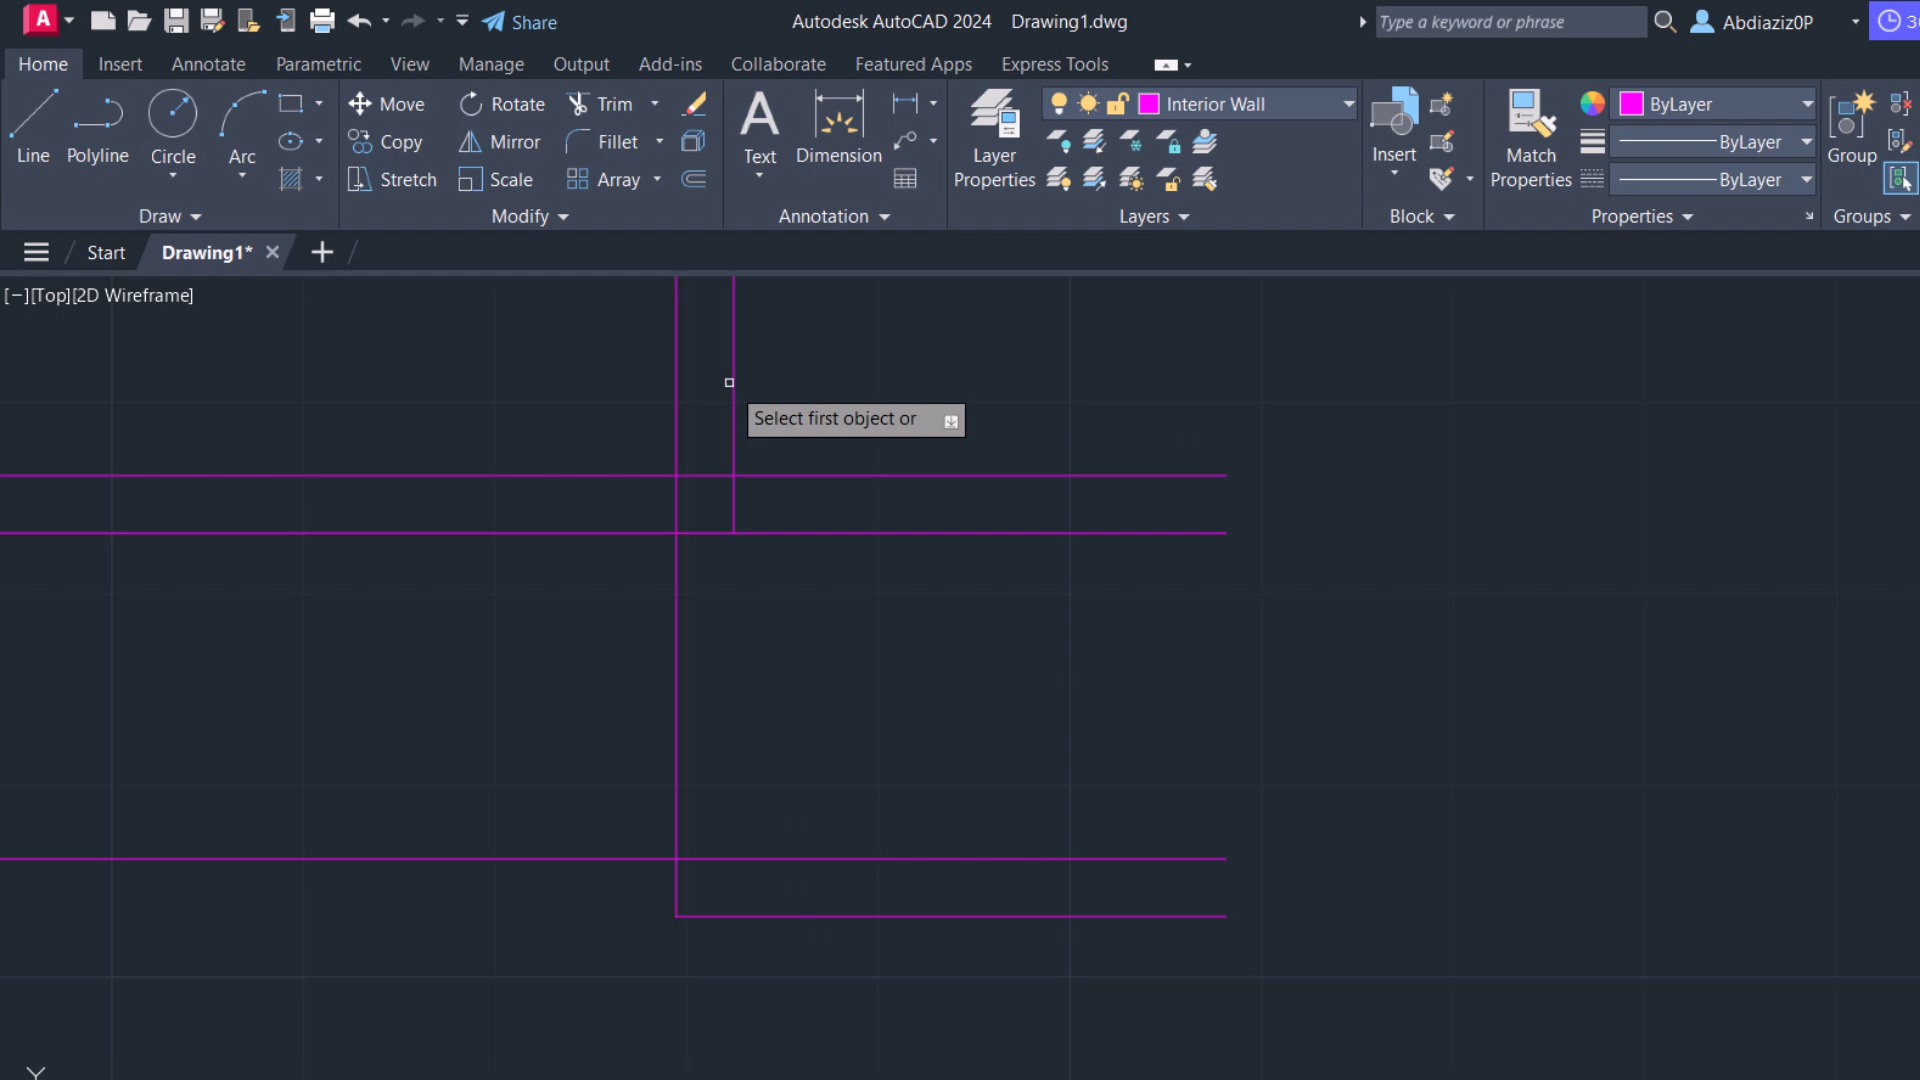 A
Share
Autodesk AutoCAD 2024 Drawing1.dwg
Type a keyword or phrase
Abdiaziz0P
Home Insert Annotate Parametric View Manage Output Add-ins Collaborate Featured Apps Express Tools
Line Polyline Circle Arc
Move Rotate Trim
Copy Mirror Fillet
Stretch Scale Array
A
Text Dimension
Layer Properties
Interior Wall
Insert
Match Properties
ByLayer
ByLayer
ByLayer
Group
Draw Modify Annotation Layers Block Properties Groups
Start Drawing1*
[−][Top][2D Wireframe]
Select first object or
Y